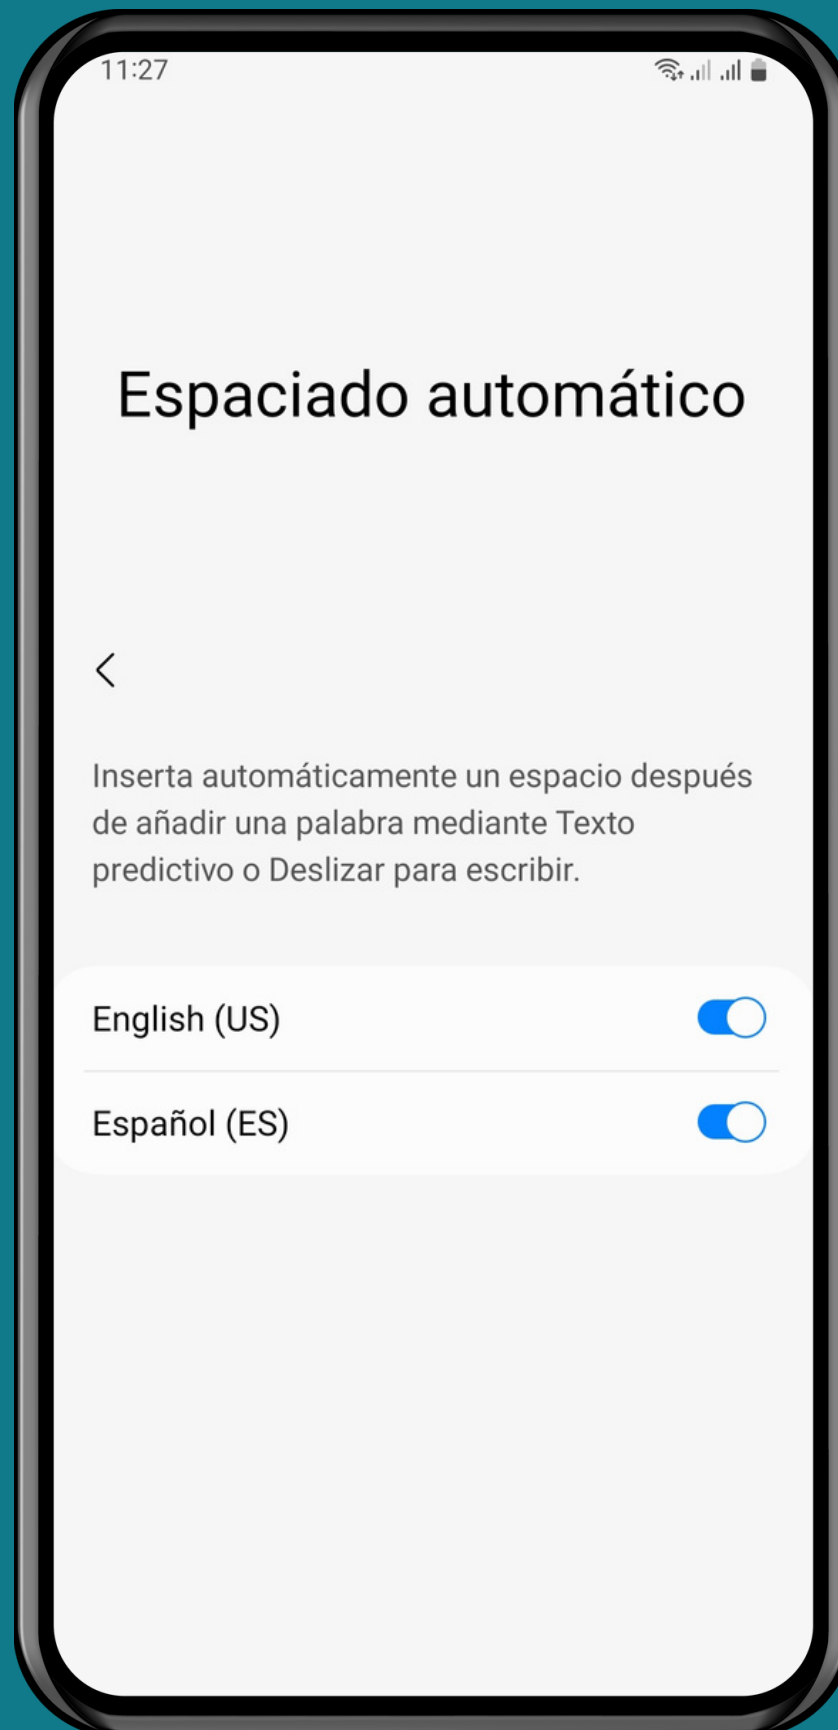 11:27
Espaciado automático
Inserta automáticamente un espacio después
de añadir una palabra mediante Texto
predictivo o Deslizar para escribir.
English (US)
Español (ES)